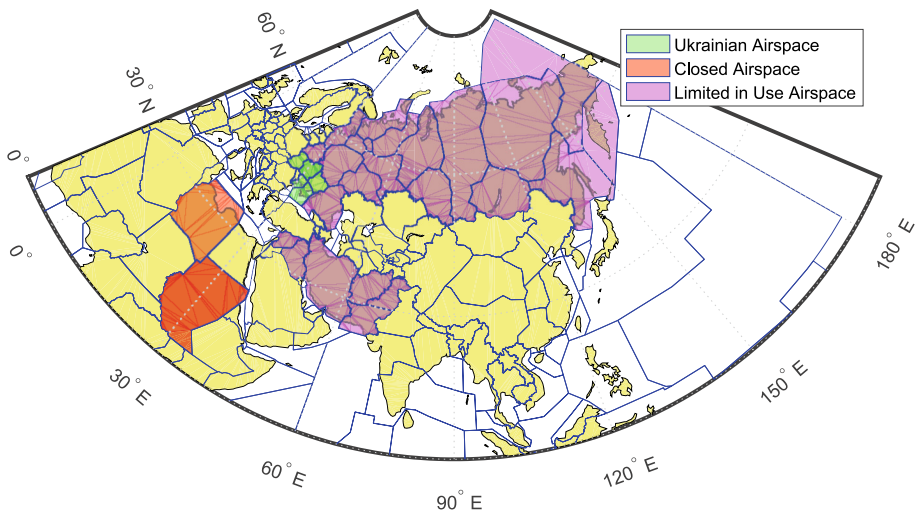 Ukrainian Airspace
Closed Airspace
Limited in Use Airspace
60° N
30° N
0°
0°
30° E
60° E
90° E
120° E
150° E
180° E